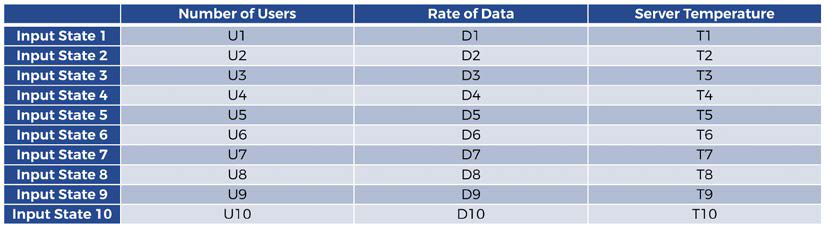 Number of Users Rate of Data Server Temperature
Input State 1 U1 D1 T1
Input State 2 U2 D2 T2
Input State 3 U3 D3 T3
Input State 4 U4 D4 T4
Input State 5 U5 D5 T5
Input State 6 U6 D6 T6
Input State 7 U7 D7 T7
Input State 8 U8 D8 T8
Input State 9 U9 D9 T9
Input State 10 U10 D10 T10